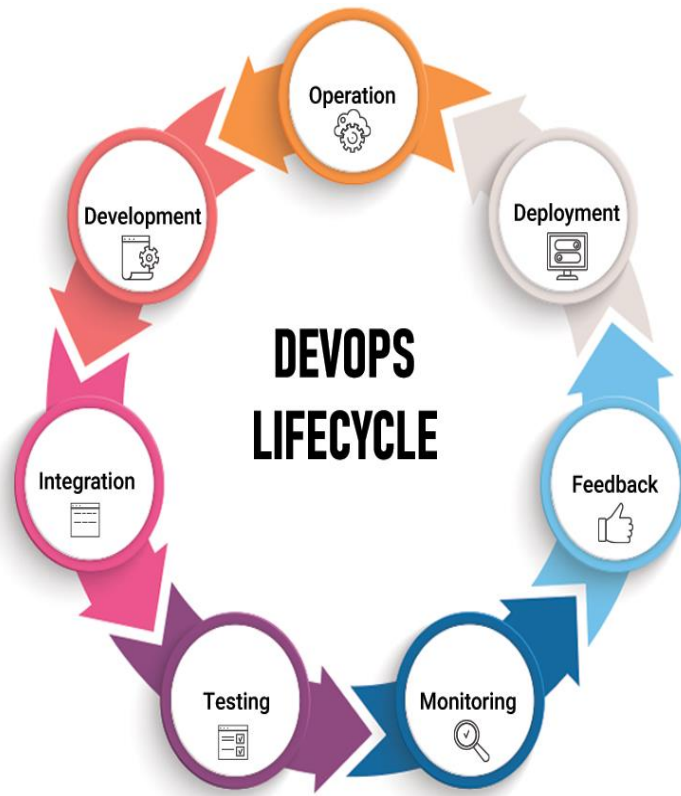 Operation
Development
Deployment
DEVOPS
LIFECYCLE
Integration
Feedback
Testing
Monitoring